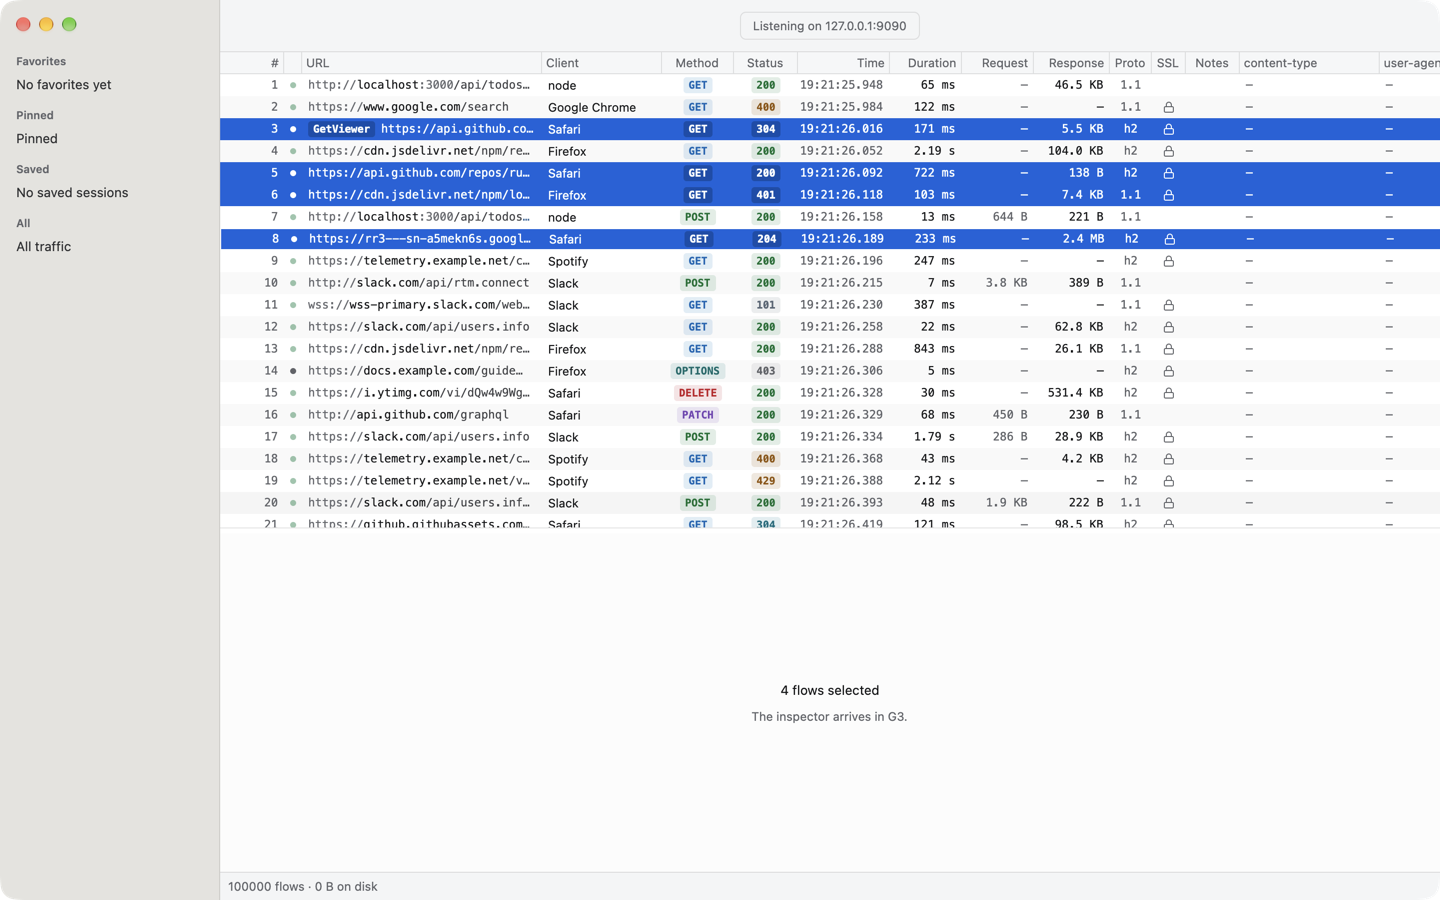 Listening on 127.0.0.1:9090
Favorites
No favorites yet
Pinned
Pinned
Saved
No saved sessions
All
All traffic
# URL Client Method Status Time Duration Request Response Proto SSL Notes content-type user-agen
1 http://localhost:3000/api/todos… node GET 200 19:21:25.948 65 ms — 46.5 KB 1.1 — —
2 https://www.google.com/search Google Chrome GET 400 19:21:25.984 122 ms — — 1.1 — —
3 GetViewer https://api.github.co… Safari GET 304 19:21:26.016 171 ms — 5.5 KB h2 — —
4 https://cdn.jsdelivr.net/npm/re… Firefox GET 200 19:21:26.052 2.19 s — 104.0 KB h2 — —
5 https://api.github.com/repos/ru… Safari GET 200 19:21:26.092 722 ms — 138 B h2 — —
6 https://cdn.jsdelivr.net/npm/lo… Firefox GET 401 19:21:26.118 103 ms — 7.4 KB 1.1 — —
7 http://localhost:3000/api/todos… node POST 200 19:21:26.158 13 ms 644 B 221 B 1.1 — —
8 https://rr3---sn-a5mekn6s.googl… Safari GET 204 19:21:26.189 233 ms — 2.4 MB h2 — —
9 https://telemetry.example.net/c… Spotify GET 200 19:21:26.196 247 ms — — h2 — —
10 http://slack.com/api/rtm.connect Slack POST 200 19:21:26.215 7 ms 3.8 KB 389 B 1.1 — —
11 wss://wss-primary.slack.com/web… Slack GET 101 19:21:26.230 387 ms — — 1.1 — —
12 https://slack.com/api/users.info Slack GET 200 19:21:26.258 22 ms — 62.8 KB h2 — —
13 https://cdn.jsdelivr.net/npm/re… Firefox GET 200 19:21:26.288 843 ms — 26.1 KB 1.1 — —
14 https://docs.example.com/guide… Firefox OPTIONS 403 19:21:26.306 5 ms — — h2 — —
15 https://i.ytimg.com/vi/dQw4w9Wg… Safari DELETE 200 19:21:26.328 30 ms — 531.4 KB h2 — —
16 http://api.github.com/graphql Safari PATCH 200 19:21:26.329 68 ms 450 B 230 B 1.1 — —
17 https://slack.com/api/users.info Slack POST 200 19:21:26.334 1.79 s 286 B 28.9 KB h2 — —
18 https://telemetry.example.net/c… Spotify GET 400 19:21:26.368 43 ms — 4.2 KB h2 — —
19 https://telemetry.example.net/v… Spotify GET 429 19:21:26.388 2.12 s — — h2 — —
20 https://slack.com/api/users.inf… Slack POST 200 19:21:26.393 48 ms 1.9 KB 222 B 1.1 — —
21 https://github.githubassets.com… Safari GET 304 19:21:26.419 121 ms — 98.5 KB h2 — —
4 flows selected
The inspector arrives in G3.
100000 flows · 0 B on disk